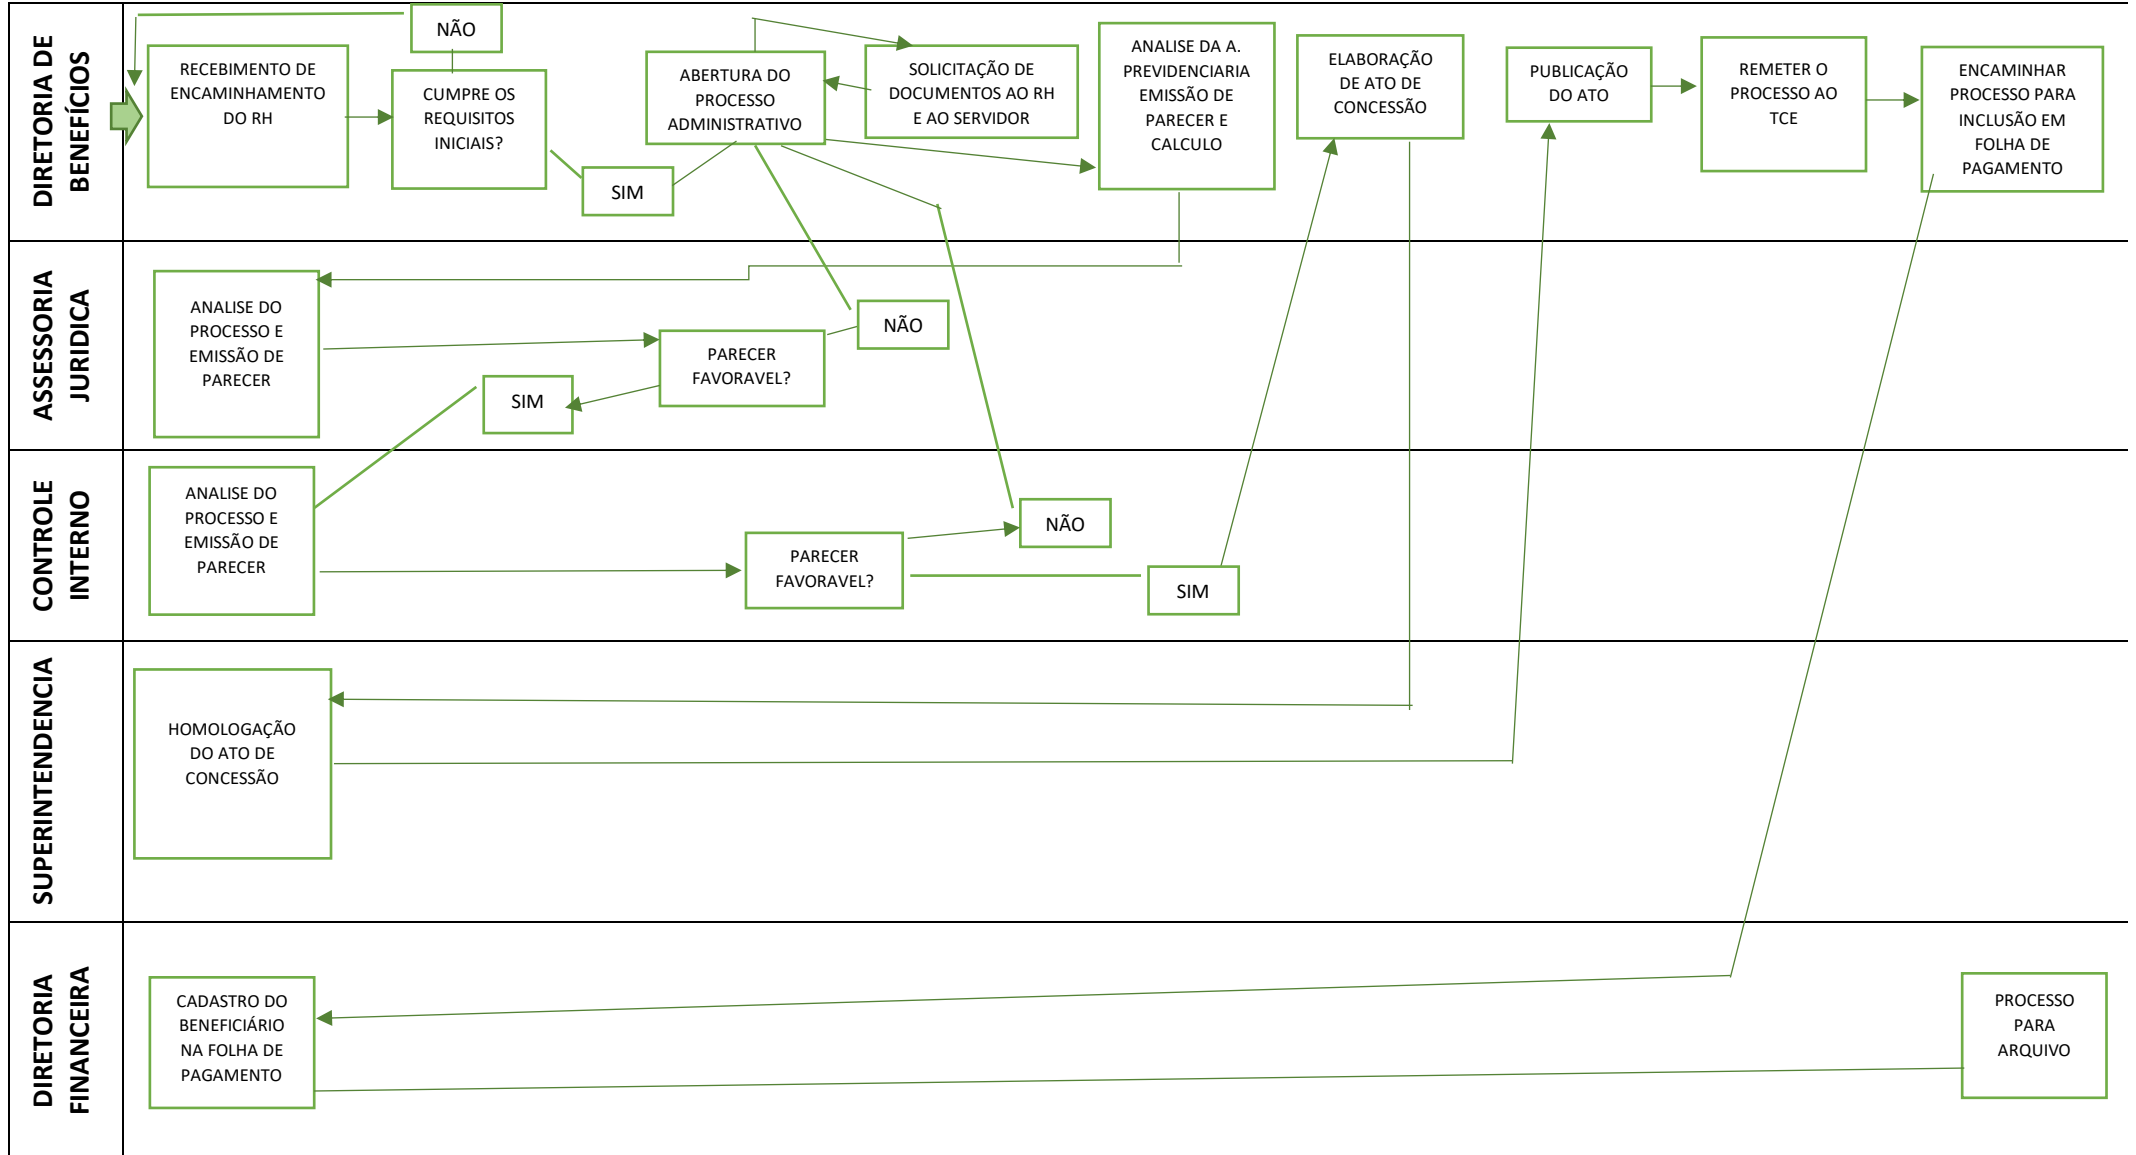 DIRETORIA DE
BENEFÍCIOS
NÃO
RECEBIMENTO DE
ENCAMINHAMENTO
DO RH
CUMPRE OS
REQUISITOS
INICIAIS?
SIM
ABERTURA DO
PROCESSO
ADMINISTRATIVO
SOLICITAÇÃO DE
DOCUMENTOS AO RH
E AO SERVIDOR
ANALISE DA A.
PREVIDENCIARIA
EMISSÃO DE
PARECER E
CALCULO
ELABORAÇÃO
DE ATO DE
CONCESSÃO
PUBLICAÇÃO
DO ATO
REMETER O
PROCESSO AO
TCE
ENCAMINHAR
PROCESSO PARA
INCLUSÃO EM
FOLHA DE
PAGAMENTO
ASSESSORIA
JURIDICA
ANALISE DO
PROCESSO E
EMISSÃO DE
PARECER
SIM
PARECER
FAVORAVEL?
NÃO
CONTROLE
INTERNO
ANALISE DO
PROCESSO E
EMISSÃO DE
PARECER
PARECER
FAVORAVEL?
NÃO
SIM
SUPERINTENDENCIA
HOMOLOGAÇÃO
DO ATO DE
CONCESSÃO
DIRETORIA
FINANCEIRA
CADASTRO DO
BENEFICIÁRIO
NA FOLHA DE
PAGAMENTO
PROCESSO
PARA
ARQUIVO